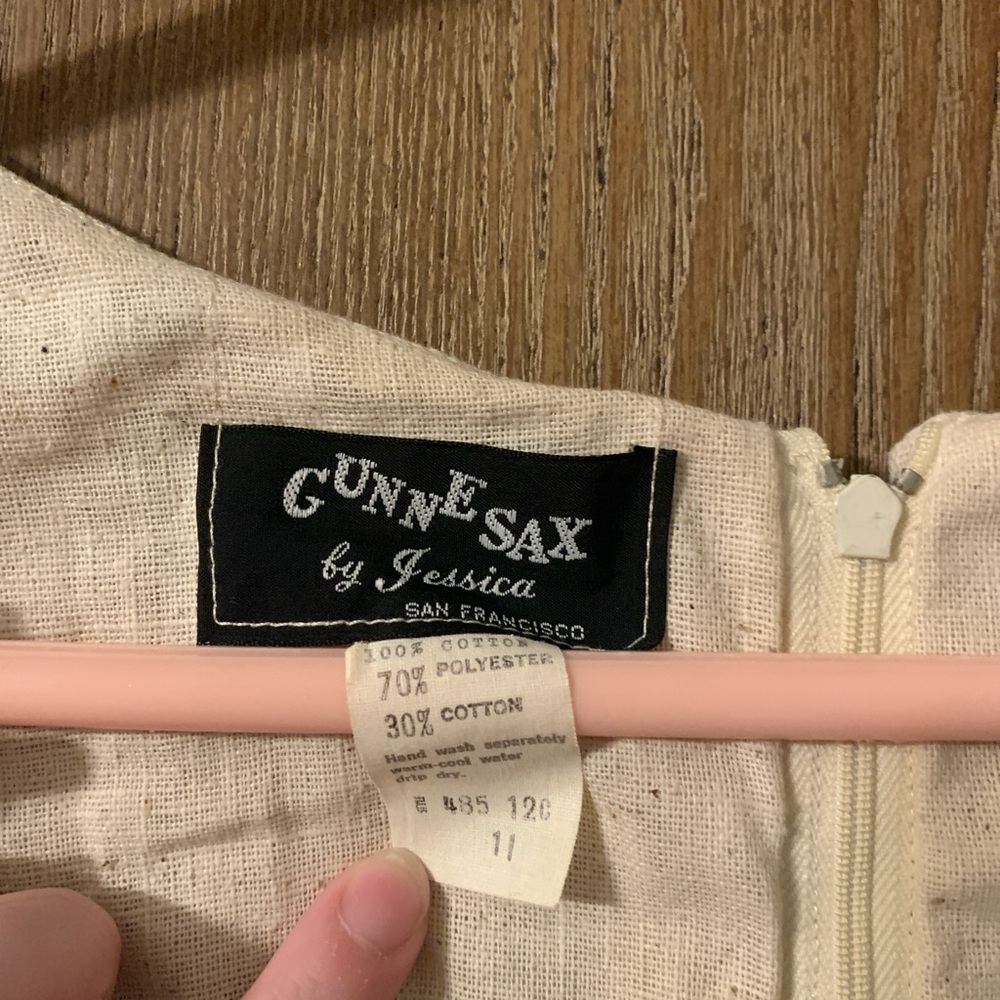 GUNNE SAX
by Jessica
SAN FRANCISCO
100% COTTON
70% POLYESTER
30% COTTON
Hand wash separately
warm-cool water
drip dry.
485 120
11